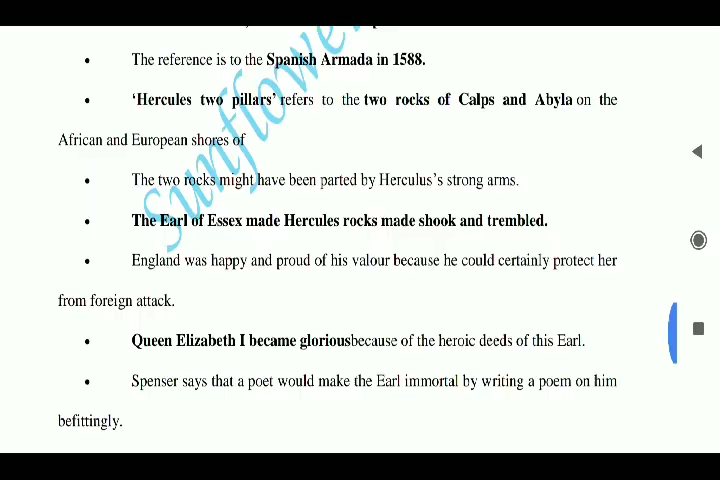 • The reference is to the Spanish Armada in 1588.
• ‘Hercules two pillars’ refers to the two rocks of Calps and Abyla on the
African and European shores of
• The two rocks might have been parted by Herculus’s strong arms.
• The Earl of Essex made Hercules rocks made shook and trembled.
• England was happy and proud of his valour because he could certainly protect her
from foreign attack.
• Queen Elizabeth I became gloriousbecause of the heroic deeds of this Earl.
• Spenser says that a poet would make the Earl immortal by writing a poem on him
befittingly.
Sunflower